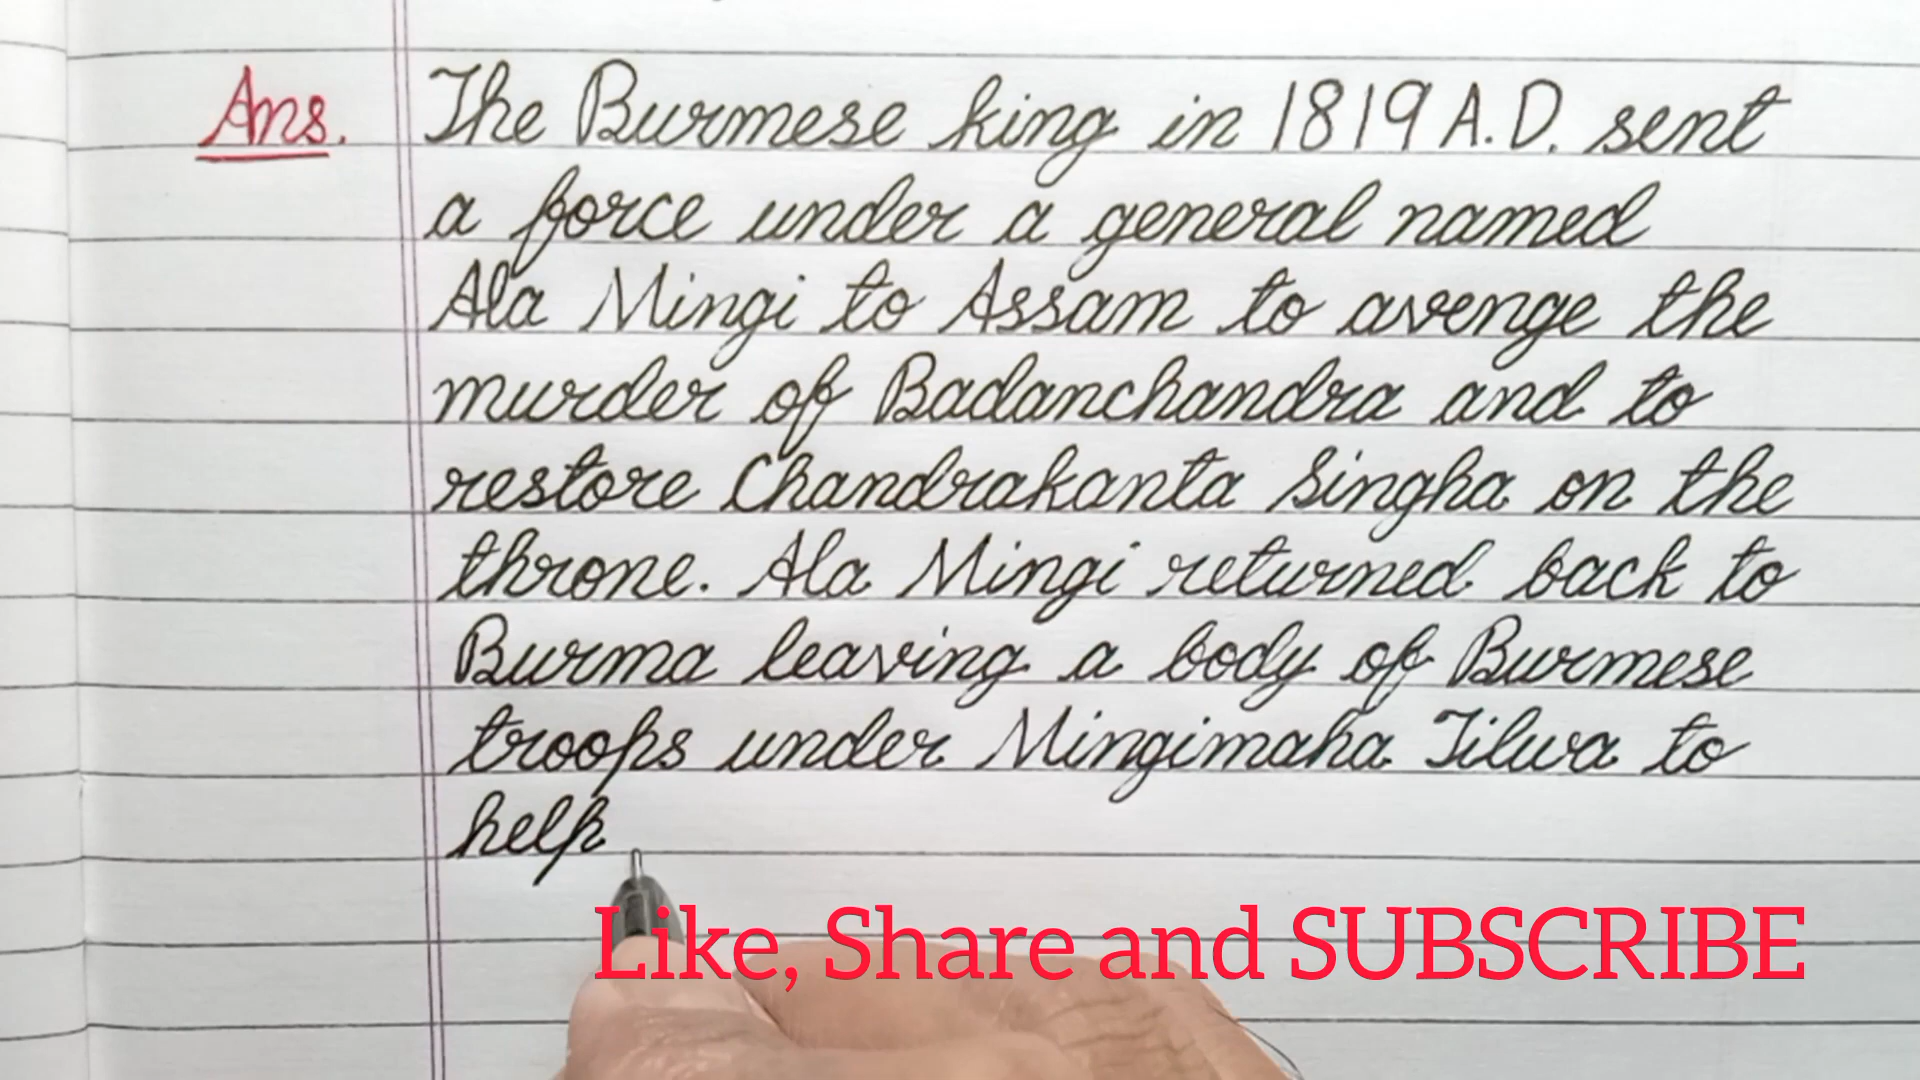 Ans. The Burmese king in 1819 A.D. sent
a force under a general named
Ala Mingi to Assam to avenge the
murder of Badanchandra and to
restore Chandrakanta Singha on the
throne. Ala Mingi returned back to
Burma leaving a body of Burmese
troops under Mingimaha Tilwa to
help
Like, Share and SUBSCRIBE